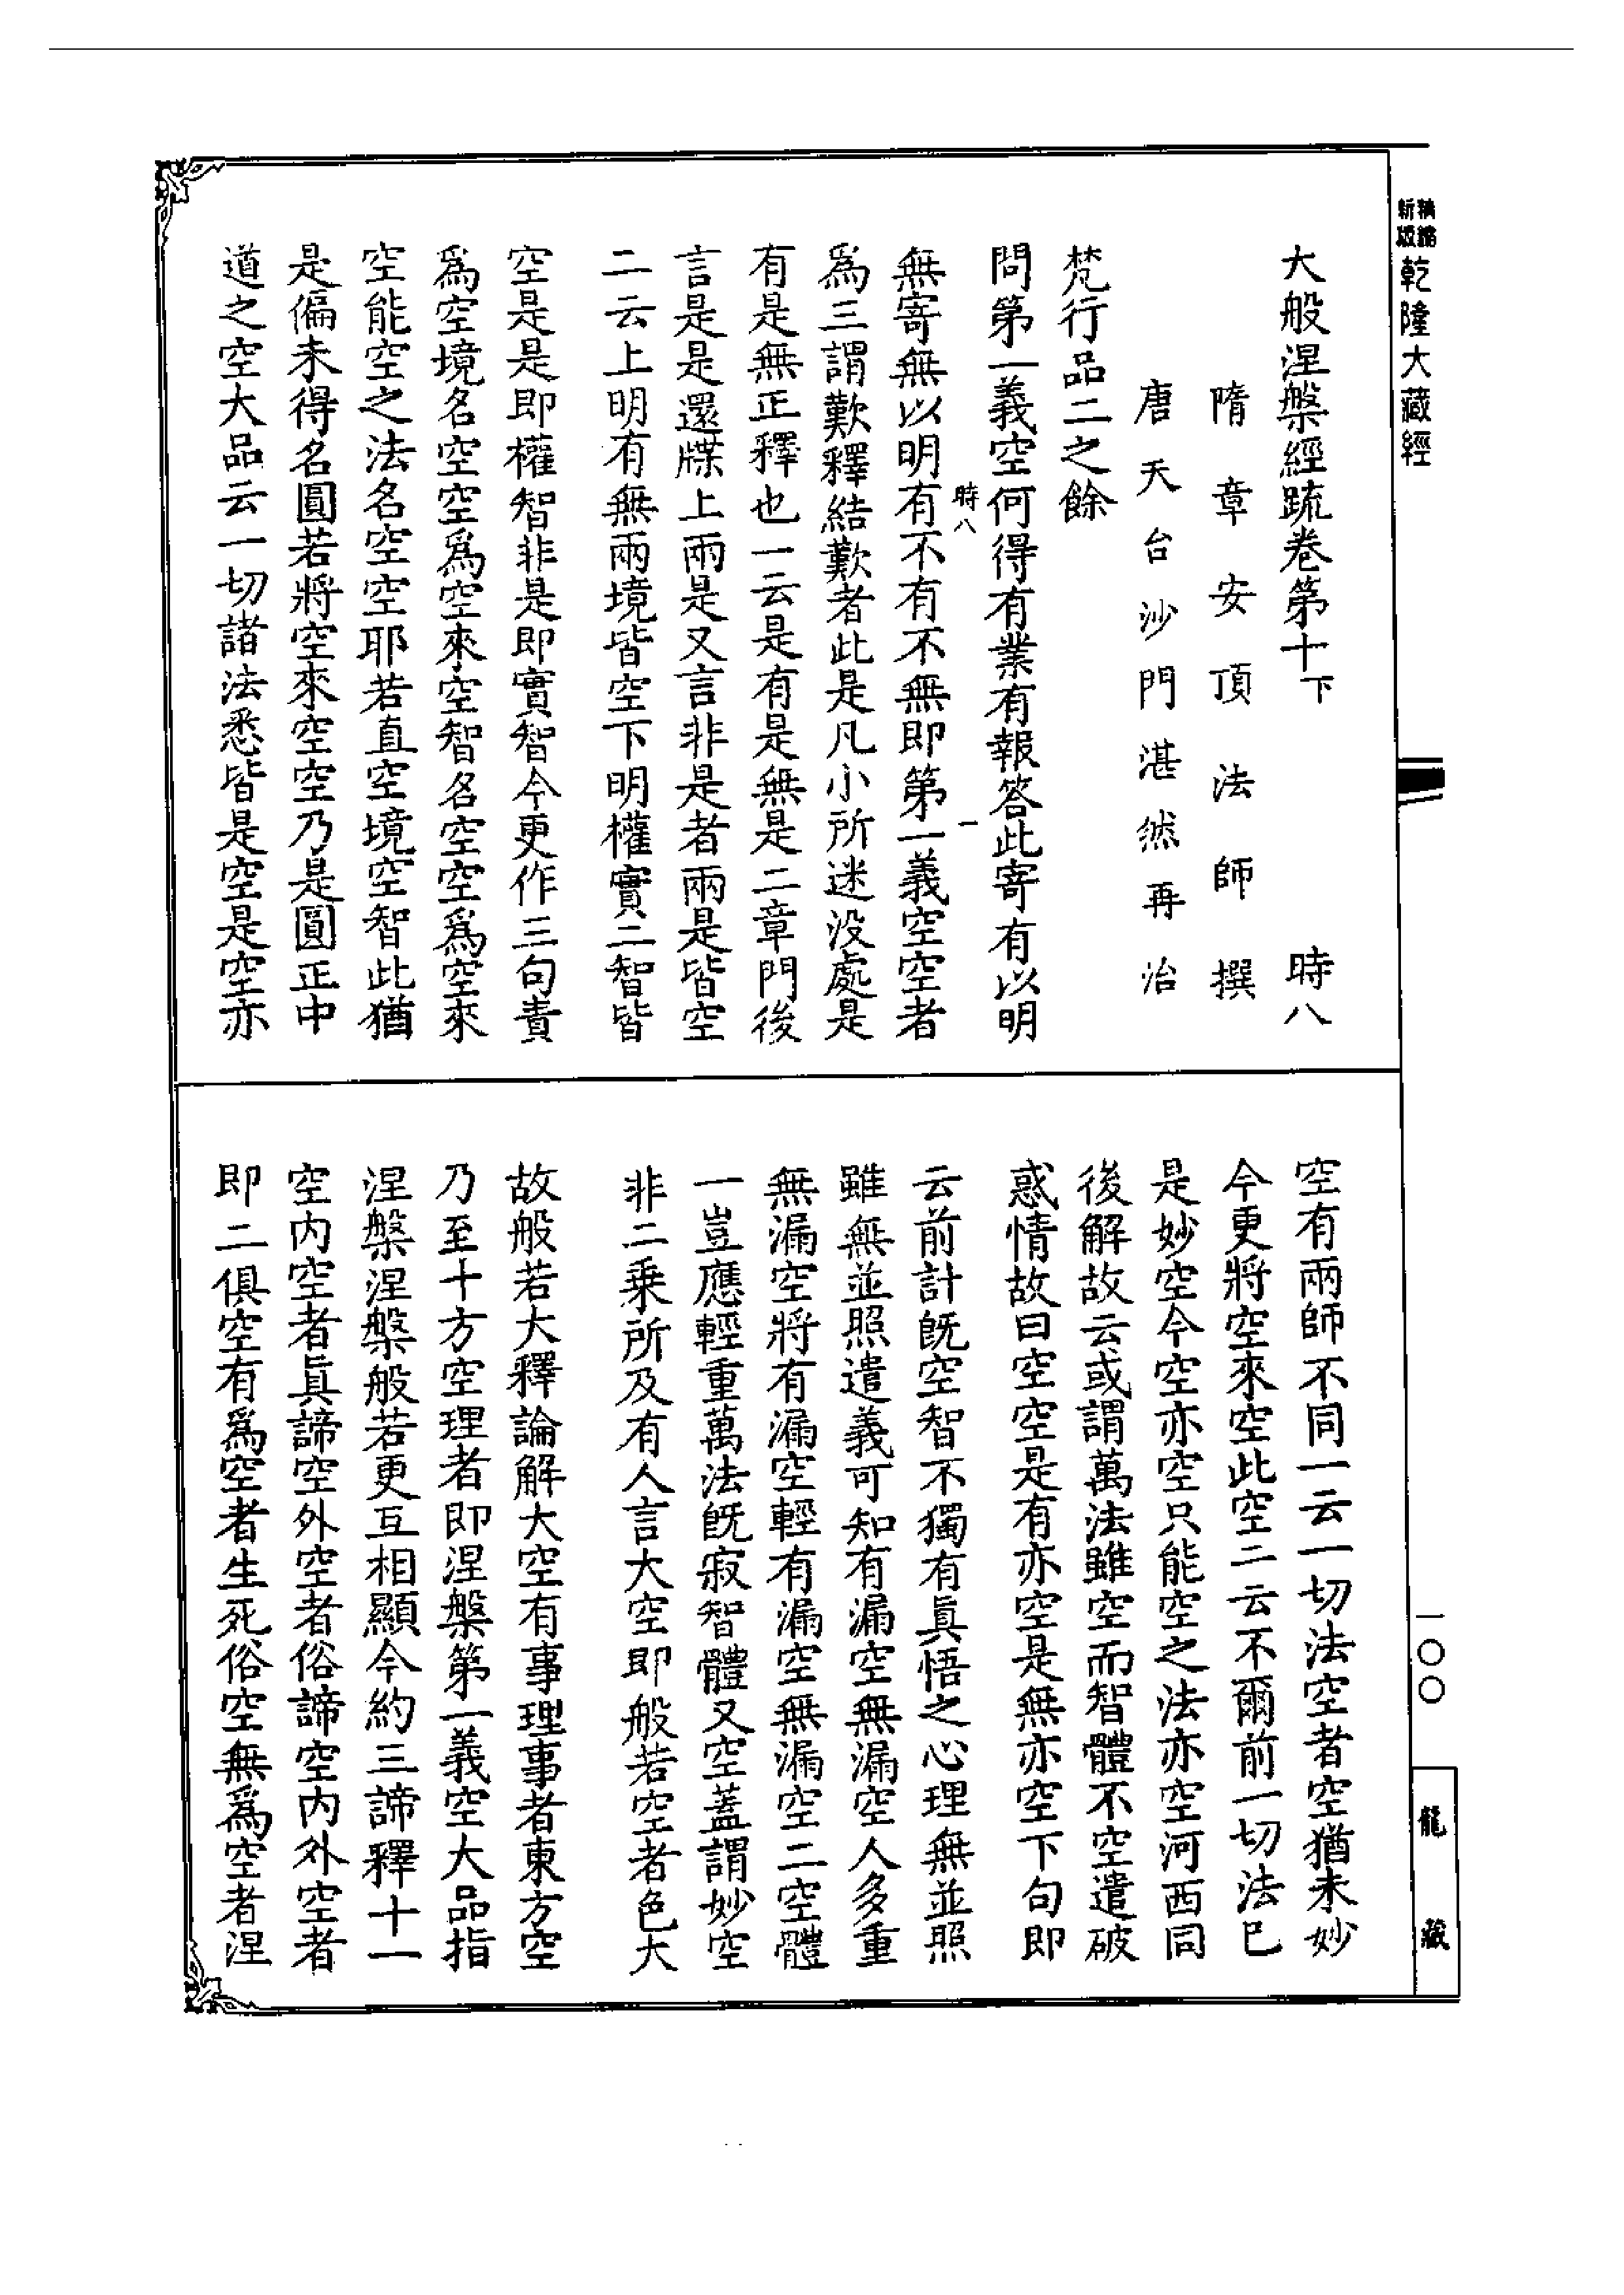 精縮新版乾隆大藏經
大般涅槃經䟽卷第十下　時八
隋章安頂法師撰
唐天台沙門湛然再治
梵行品二之餘
問第一義空何得有業有報答此寄有以明
時八　一
無寄無以明有不有不無即第一義空空者
為三謂歎釋結歎者此是凡小所迷没處是
有是無正釋也一云是有是無是二章門後
言是是還牒上兩是又言非是者兩是皆空
二云上明有無兩境皆空下明權實二智皆
空是是即權智非是即實智今更作三句責
為空境名空空為空來空智名空空為空來
空能空之法名空空耶若直空境空智此猶
是偏未得名圓若將空來空空乃是圓正中
道之空大品云一切諸法悉皆是空是空亦
空有兩師不同一云一切法空者空猶未妙
今更將空來空此空二云不爾前一切法已
是妙空今空亦空只能空之法亦空河西同
後解故云或謂萬法雖空而智體不空遣破
惑情故曰空空是有亦空是無亦空下句即
云前計旣空智不獨有眞悟之心理無並照
雖無並照遣義可知有漏空無漏空人多重
無漏空將有漏空輕有漏空無漏空二空體
一豈應輕重萬法旣寂智體又空蓋謂妙空
非二乘所及有人言大空即般若空者色大
故般若大釋論解大空有事理事者東方空
乃至十方空理者即涅槃第一義空大品指
涅槃涅槃般若更互相顯今約三諦釋十一
空内空者眞諦空外空者俗諦空内外空者
即二俱空有為空者生死俗空無為空者涅
一〇〇
龍藏